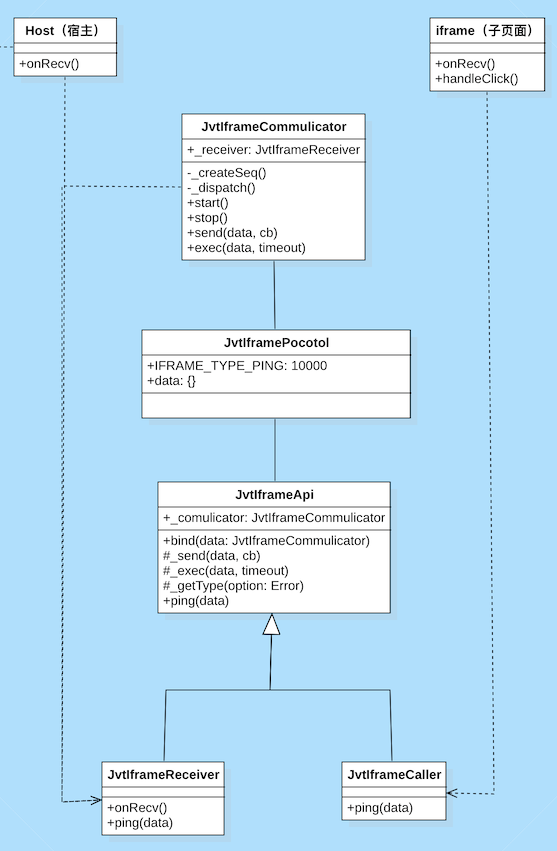 Host（宿主）
+onRecv()
iframe（子页面）
+onRecv()
+handleClick()
JvtIframeCommulicator
+_receiver: JvtIframeReceiver
-_createSeq()
-_dispatch()
+start()
+stop()
+send(data, cb)
+exec(data, timeout)
JvtIframePocotol
+IFRAME_TYPE_PING: 10000
+data: {}
JvtIframeApi
+_comulicator: JvtIframeCommulicator
+bind(data: JvtIframeCommulicator)
#_send(data, cb)
#_exec(data, timeout)
#_getType(option: Error)
+ping(data)
JvtIframeReceiver
+onRecv()
+ping(data)
JvtIframeCaller
+ping(data)